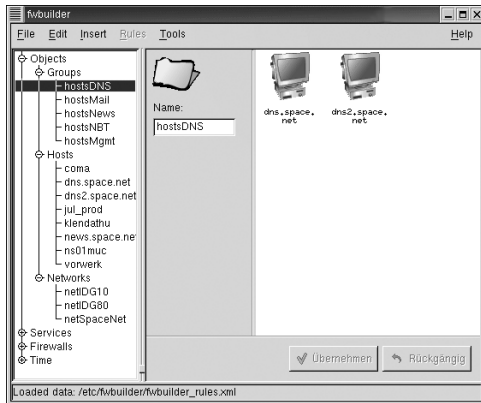 fwbuilder
File Edit Insert Rules Tools Help
Objects
Groups
hostsDNS
hostsMail
hostsNews
hostsNBT
hostsMgmt
Hosts
coma
dns.space.net
dns2.space.net
jul_prod
klendathu
news.space.ne
ns01muc
vorwerk
Networks
netIDG10
netIDG80
netSpaceNet
Services
Firewalls
Time
Name:
hostsDNS
dns.space.
net
dns2.space.
net
Übernehmen Rückgängig
Loaded data: /etc/fwbuilder/fwbuilder_rules.xml